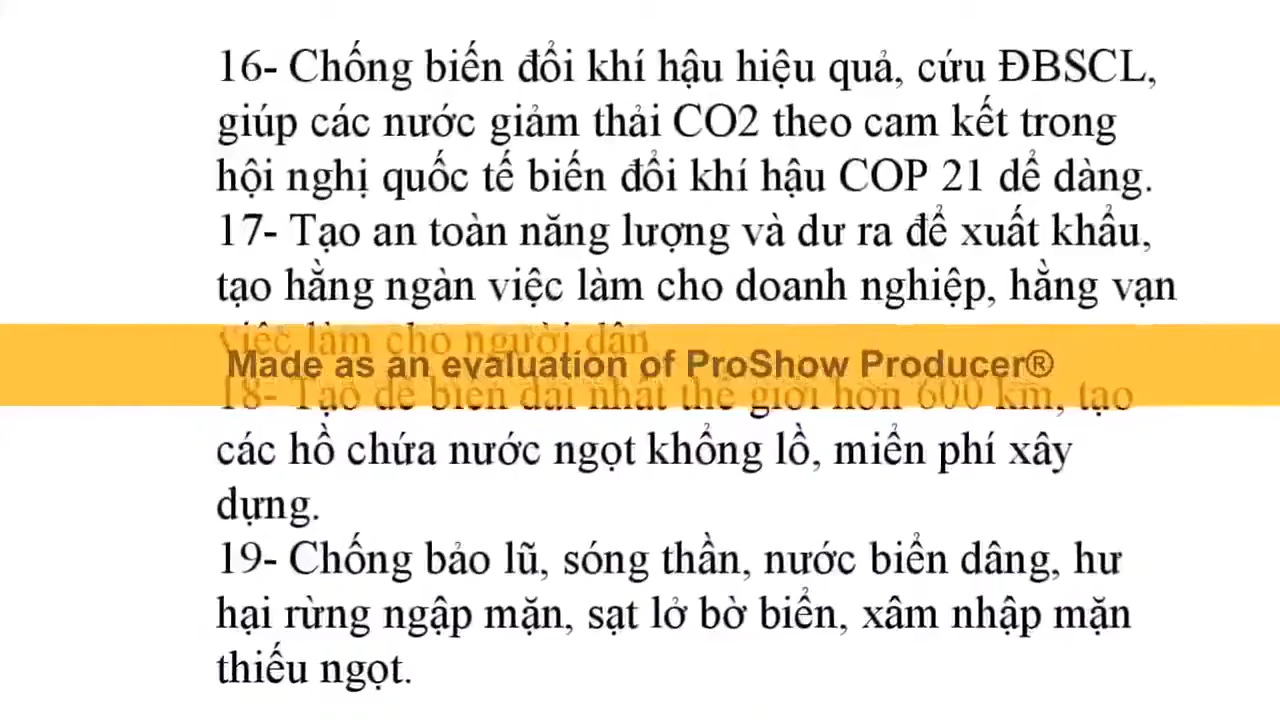 16- Chống biến đổi khí hậu hiệu quả, cứu ĐBSCL,
giúp các nước giảm thải CO2 theo cam kết trong
hội nghị quốc tế biến đổi khí hậu COP 21 dể dàng.
17- Tạo an toàn năng lượng và dư ra để xuất khẩu,
tạo hằng ngàn việc làm cho doanh nghiệp, hằng vạn
việc làm cho người dân
Made as an evaluation of ProShow Producer®
18- Tạo đê biển dài nhất thế giới hơn 600 km, tạo
các hồ chứa nước ngọt khổng lồ, miển phí xây
dựng.
19- Chống bảo lũ, sóng thần, nước biển dâng, hư
hại rừng ngập mặn, sạt lở bờ biển, xâm nhập mặn
thiếu ngọt.